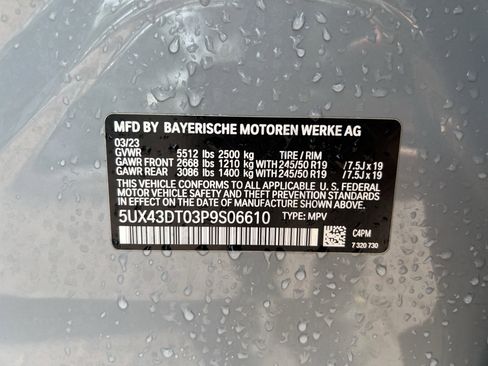 MFD BY BAYERISCHE MOTOREN WERKE AG
03/23
GVWR 5512 lbs 2500 kg TIRE / RIM
GAWR FRONT 2668 lbs 1210 kg WITH 245/50 R19 / 7.5J x 19
GAWR REAR 3086 lbs 1400 kg WITH 245/50 R19 / 7.5J x 19
THIS VEHICLE CONFORMS TO ALL APPLICABLE U. S. FEDERAL
MOTOR VEHICLE SAFETY AND THEFT PREVENTION STANDARDS
IN EFFECT ON THE DATE OF MANUFACTURE SHOWN ABOVE.
5UX43DT03P9S06610 TYPE: MPV
C4PM
7 320 730